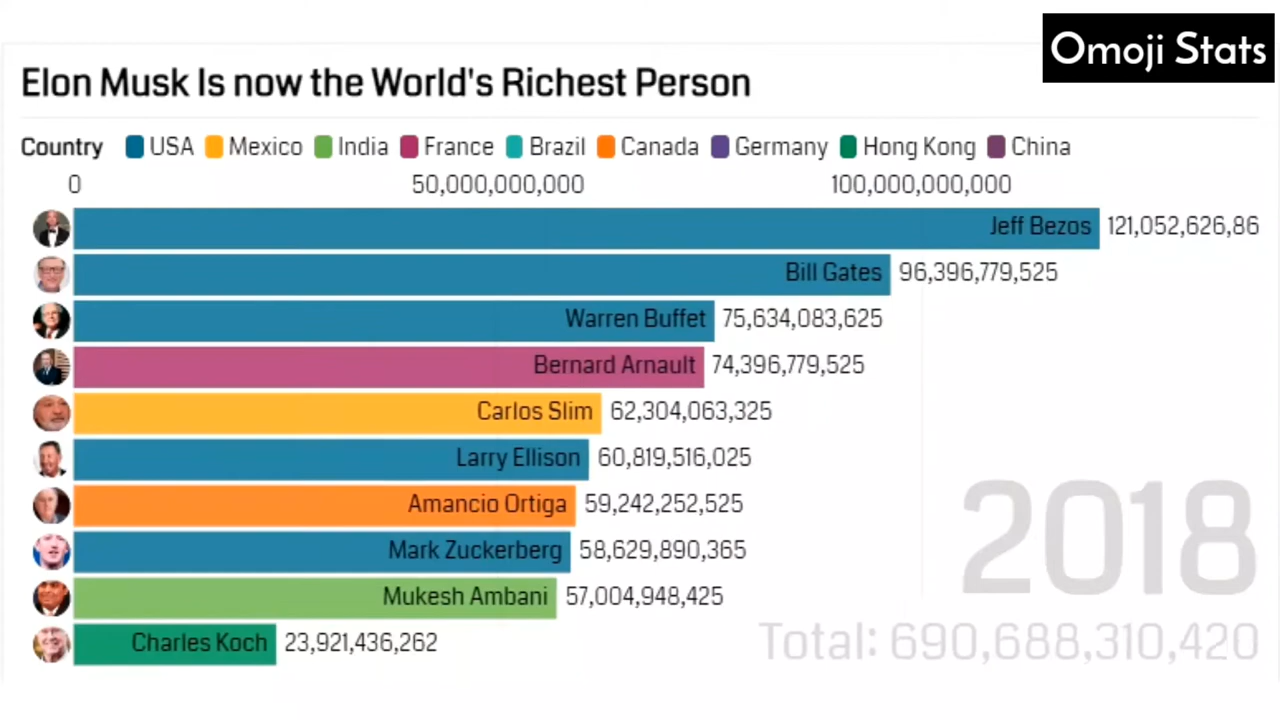 Omoji Stats
Elon Musk Is now the World's Richest Person
Country USA Mexico India France Brazil Canada Germany Hong Kong China
0 50,000,000,000 100,000,000,000
Jeff Bezos 121,052,626,86
Bill Gates 96,396,779,525
Warren Buffet 75,634,083,625
Bernard Arnault 74,396,779,525
Carlos Slim 62,304,063,325
Larry Ellison 60,819,516,025
Amancio Ortiga 59,242,252,525
Mark Zuckerberg 58,629,890,365
Mukesh Ambani 57,004,948,425
Charles Koch 23,921,436,262
2018
Total: 690,688,310,420